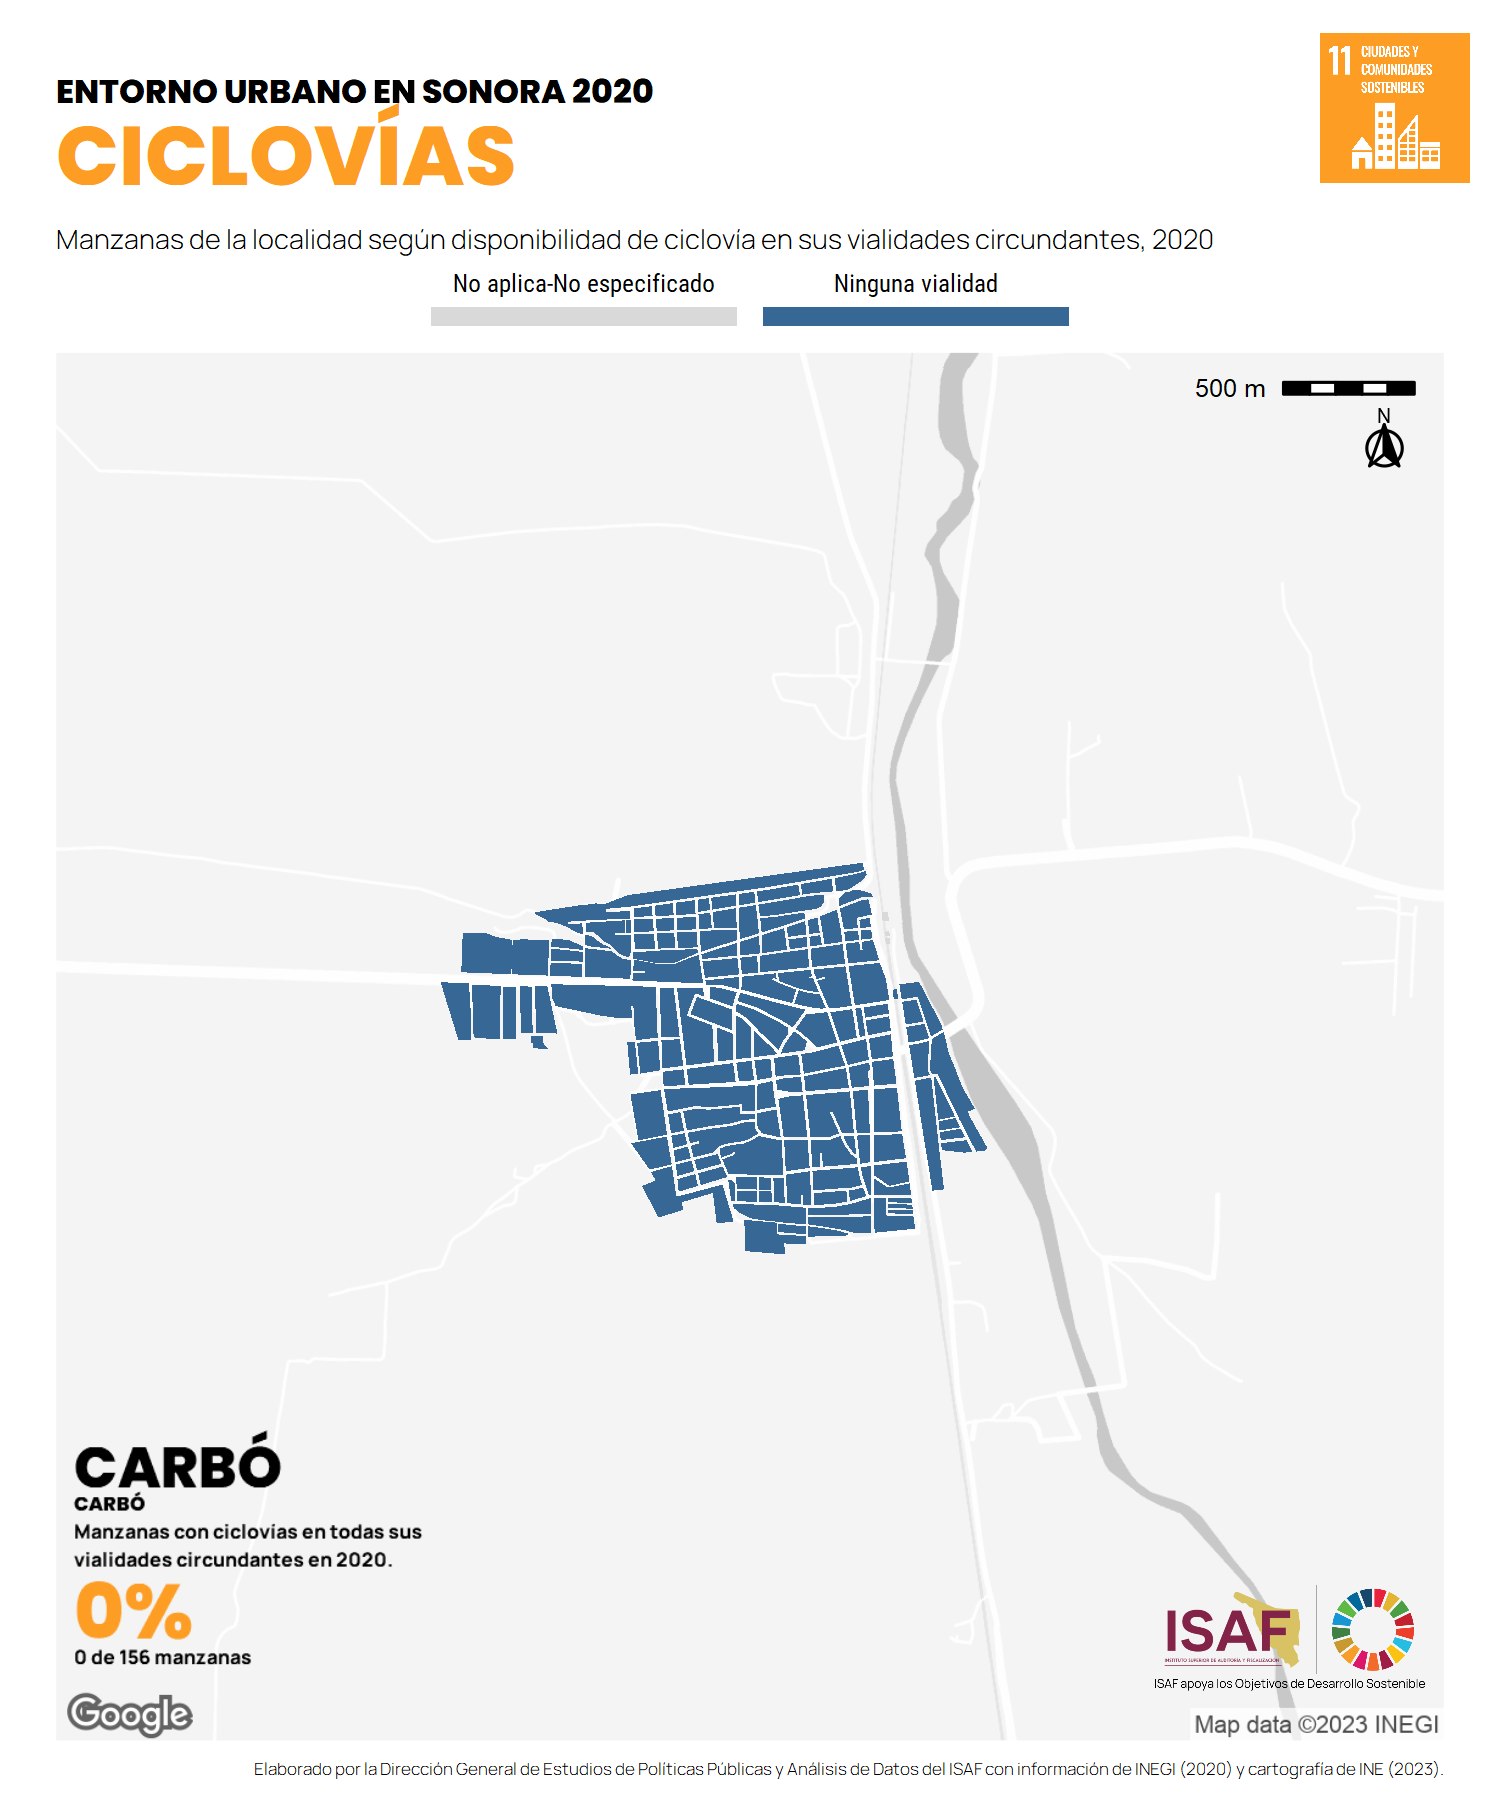 ENTORNO URBANO EN SONORA 2020
CICLOVÍAS
11 CIUDADES Y
COMUNIDADES
SOSTENIBLES
Manzanas de la localidad según disponibilidad de ciclovía en sus vialidades circundantes, 2020
No aplica-No especificado
Ninguna vialidad
500 m
N
CARBÓ
CARBÓ
Manzanas con ciclovias en todas sus
vialidades circundantes en 2020.
0%
0 de 156 manzanas
Google
ISAF
INSTITUTO SUPERIOR DE AUDITORÍA Y FISCALIZACIÓN
ISAF apoya los Objetivos de Desarrollo Sostenible
Map data ©2023 INEGI
Elaborado por la Dirección General de Estudios de Políticas Públicas y Análisis de Datos del ISAF con información de INEGI (2020) y cartografía de INE (2023).